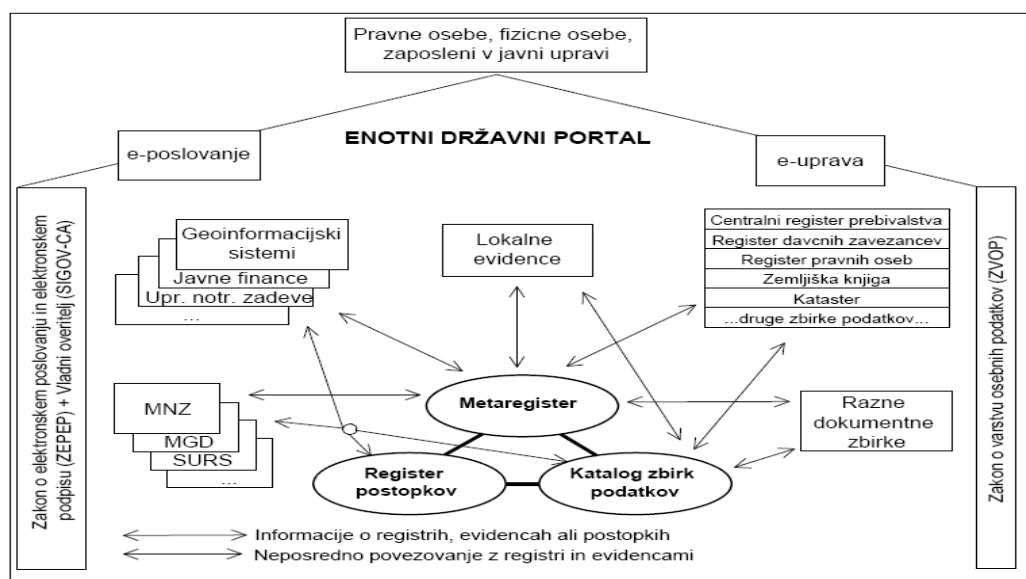 Pravne osebe, fizicne osebe,
zaposleni v javni upravi
ENOTNI DRŽAVNI PORTAL
e-poslovanje
e-uprava
Zakon o elektronskem poslovanju in elektronskem
podpisu (ZEPEP) + Vladni overitelj (SIGOV-CA)
Geoinformacijski
sistemi
Javne finance
Upr. notr. zadeve
...
Lokalne
evidence
Centralni register prebivalstva
Register davcnih zavezancev
Register pravnih oseb
Zemljiška knjiga
Kataster
...druge zbirke podatkov...
Zakon o varstvu osebnih podatkov (ZVOP)
MNZ
MGD
SURS
...
Metaregister
Razne
dokumentne
zbirke
Register
postopkov
Katalog zbirk
podatkov
Informacije o registrih, evidencah ali postopkih
Neposredno povezovanje z registri in evidencami